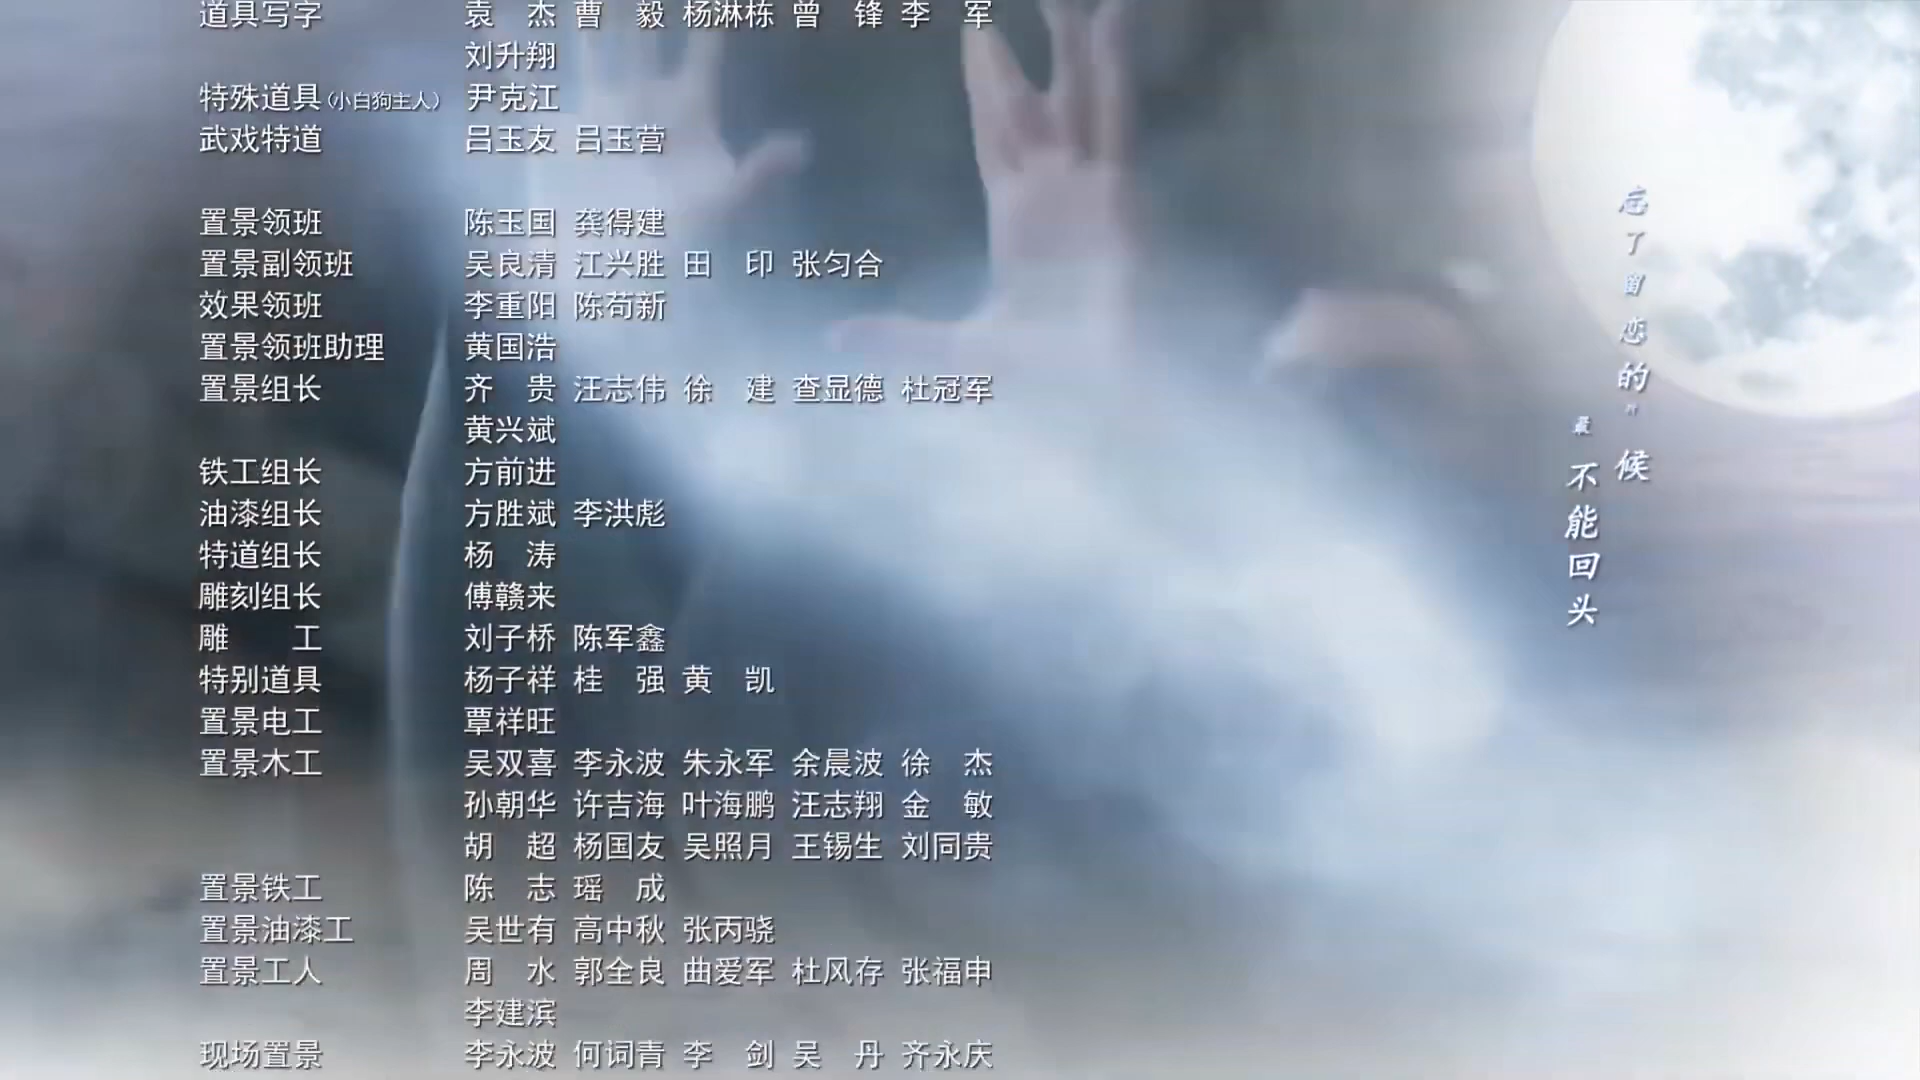 道具写字 袁 杰 曹 毅 杨淋栋 曾 锋 李 军
刘升翔
特殊道具(小白狗主人) 尹克江
武戏特道 吕玉友 吕玉营
置景领班 陈玉国 龚得建
置景副领班 吴良清 江兴胜 田 印 张匀合
效果领班 李重阳 陈苟新
置景领班助理 黄国浩
置景组长 齐 贵 汪志伟 徐 建 查显德 杜冠军
黄兴斌
铁工组长 方前进
油漆组长 方胜斌 李洪彪
特道组长 杨 涛
雕刻组长 傅赣来
雕 工 刘子桥 陈军鑫
特别道具 杨子祥 桂 强 黄 凯
置景电工 覃祥旺
置景木工 吴双喜 李永波 朱永军 余晨波 徐 杰
孙朝华 许吉海 叶海鹏 汪志翔 金 敏
胡 超 杨国友 吴照月 王锡生 刘同贵
置景铁工 陈 志 瑶 成
置景油漆工 吴世有 高中秋 张丙骁
置景工人 周 水 郭全良 曲爱军 杜风存 张福申
李建滨
现场置景 李永波 何词青 李 剑 吴 丹 齐永庆
忘了留恋的时候
最不能回头